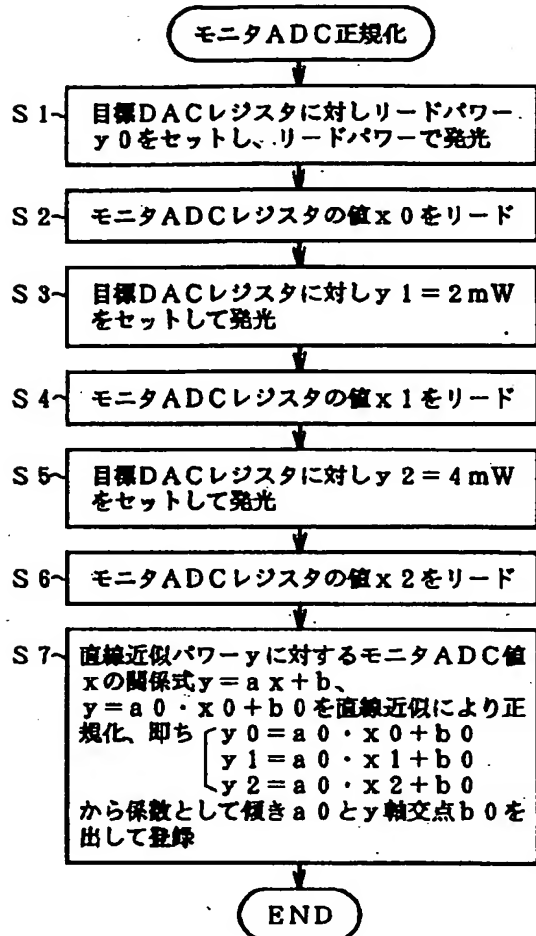 モニタADC正規化
S1~
目標DACレジスタに対しリードパワー
y0をセットし、リードパワーで発光
S2~
モニタADCレジスタの値x0をリード
S3~
目標DACレジスタに対しy1=2mW
をセットして発光
S4~
モニタADCレジスタの値x1をリード
S5~
目標DACレジスタに対しy2=4mW
をセットして発光
S6~
モニタADCレジスタの値x2をリード
S7~
直線近似パワーyに対するモニタADC値
xの関係式y=ax+b、
y=a0・x0+b0を直線近似により正
規化、即ち y0=a0・x0+b0
y1=a0・x1+b0
y2=a0・x2+b0
から係数として傾きa0とy軸交点b0を
出して登録
END